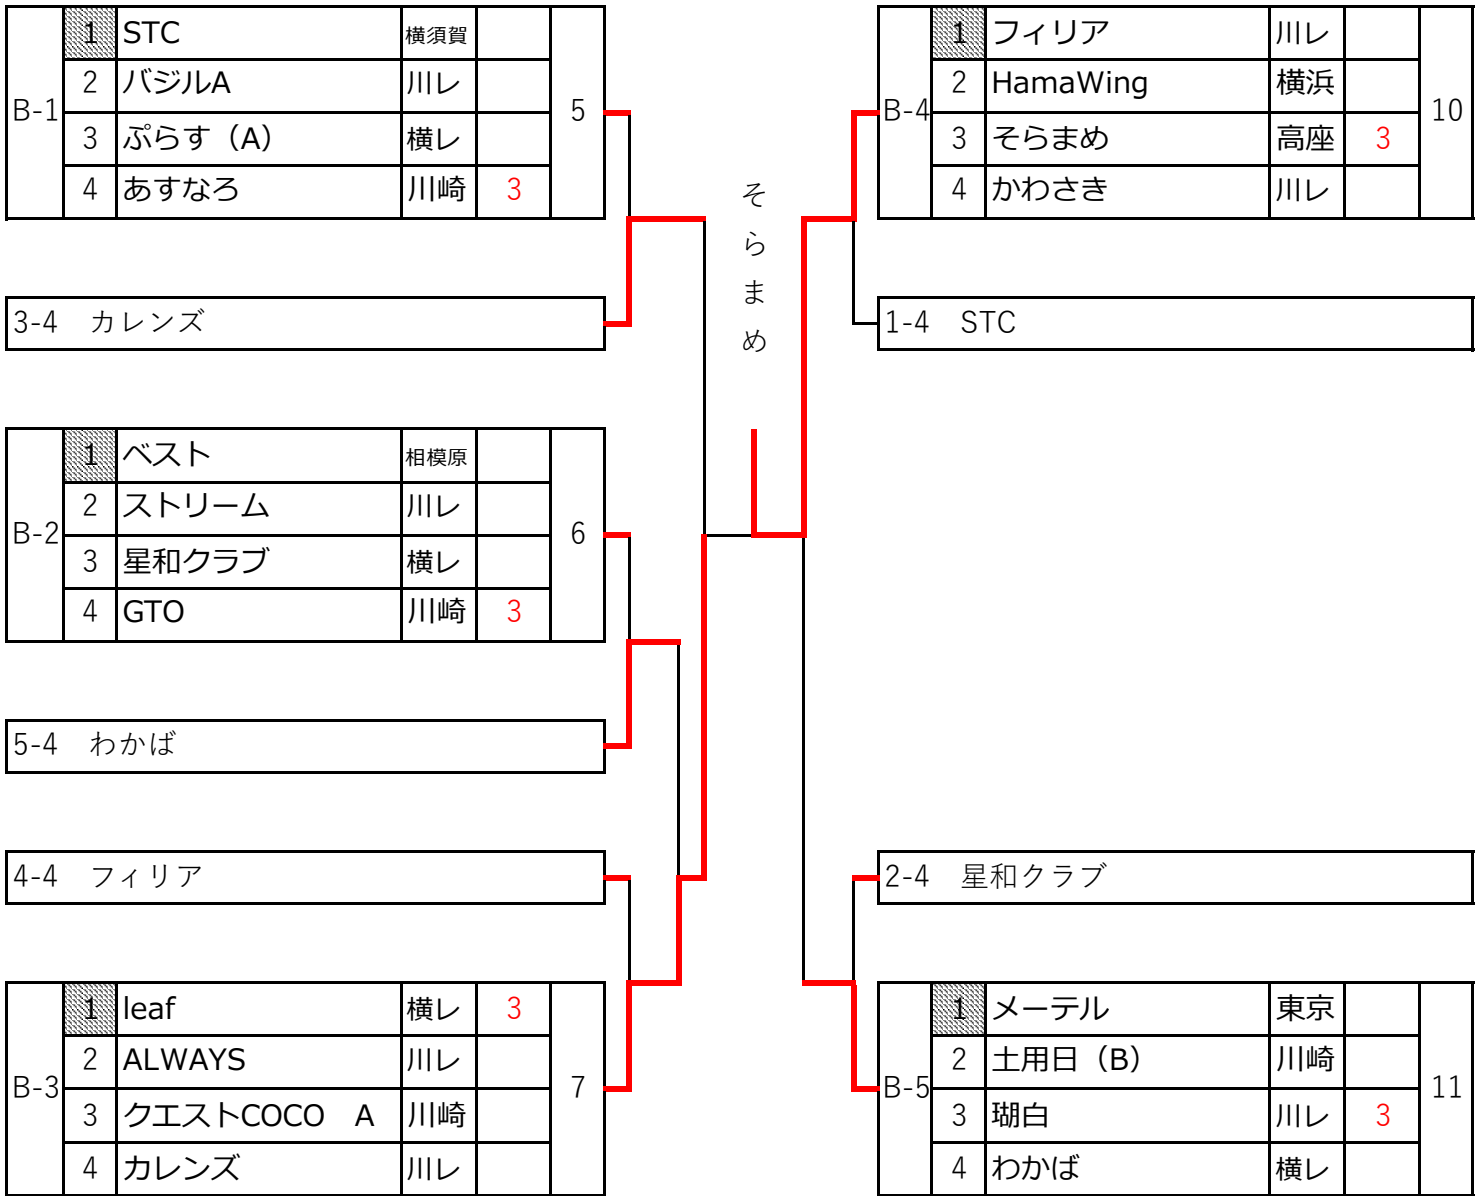 B-1
1 STC 横須賀
2 バジルA 川レ
3 ぷらす（A） 横レ
4 あすなろ 川崎 3
5
3-4 カレンズ
B-2
1 ベスト 相模原
2 ストリーム 川レ
3 星和クラブ 横レ
4 GTO 川崎 3
6
5-4 わかば
4-4 フィリア
B-3
1 leaf 横レ 3
2 ALWAYS 川レ
3 クエストCOCO A 川崎
4 カレンズ 川レ
7
そらまめ
B-4
1 フィリア 川レ
2 HamaWing 横浜
3 そらまめ 高座 3
4 かわさき 川レ
10
1-4 STC
2-4 星和クラブ
B-5
1 メーテル 東京
2 土用日（B） 川崎
3 瑚白 川レ 3
4 わかば 横レ
11